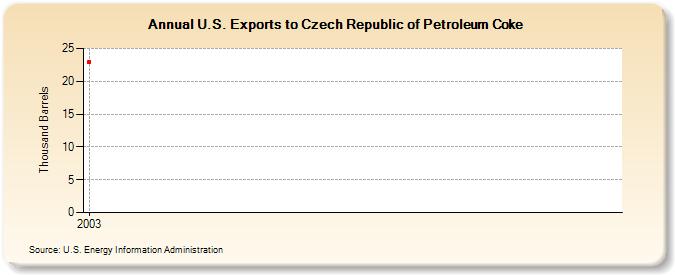 Annual U.S. Exports to Czech Republic of Petroleum Coke
Thousand Barrels
25
20
15
10
5
0
2003
Source: U.S. Energy Information Administration